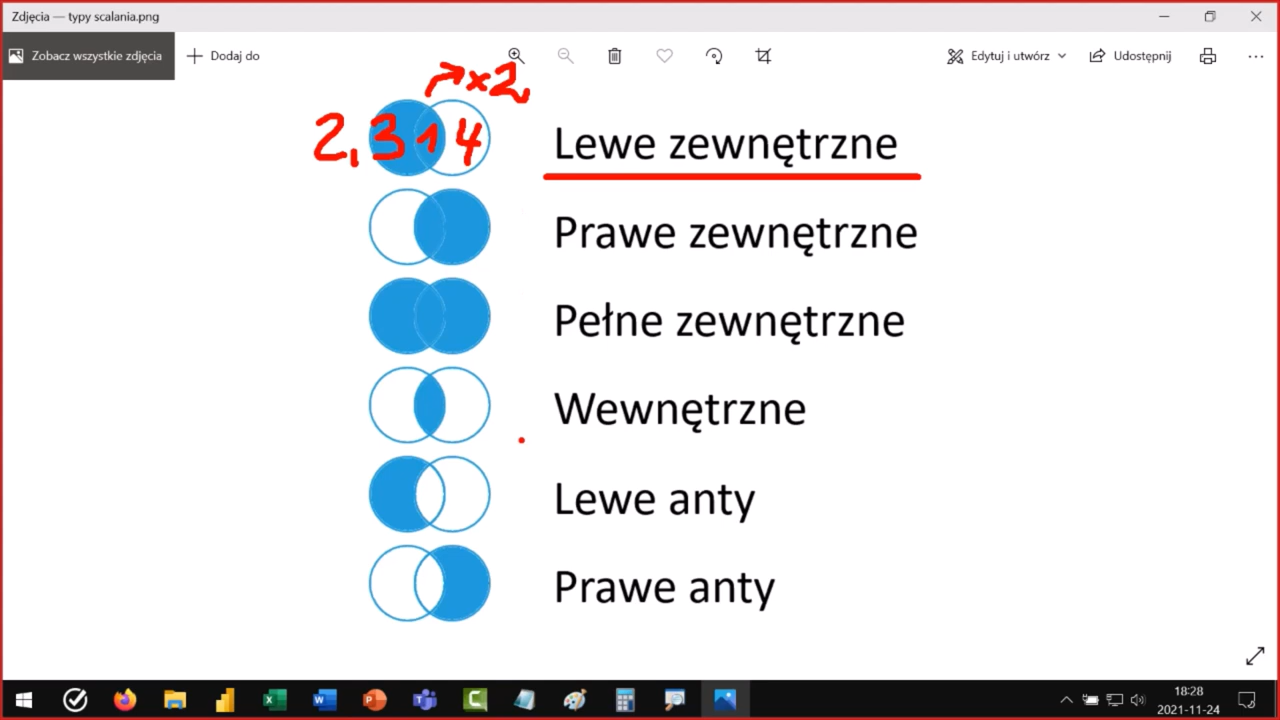 Zdjęcia — typy scalania.png
Zobacz wszystkie zdjęcia
Dodaj do
Edytuj i utwórz
Udostępnij
x2,
2,3 1 4
Lewe zewnętrzne
Prawe zewnętrzne
Pełne zewnętrzne
Wewnętrzne
Lewe anty
Prawe anty
18:28
2021-11-24